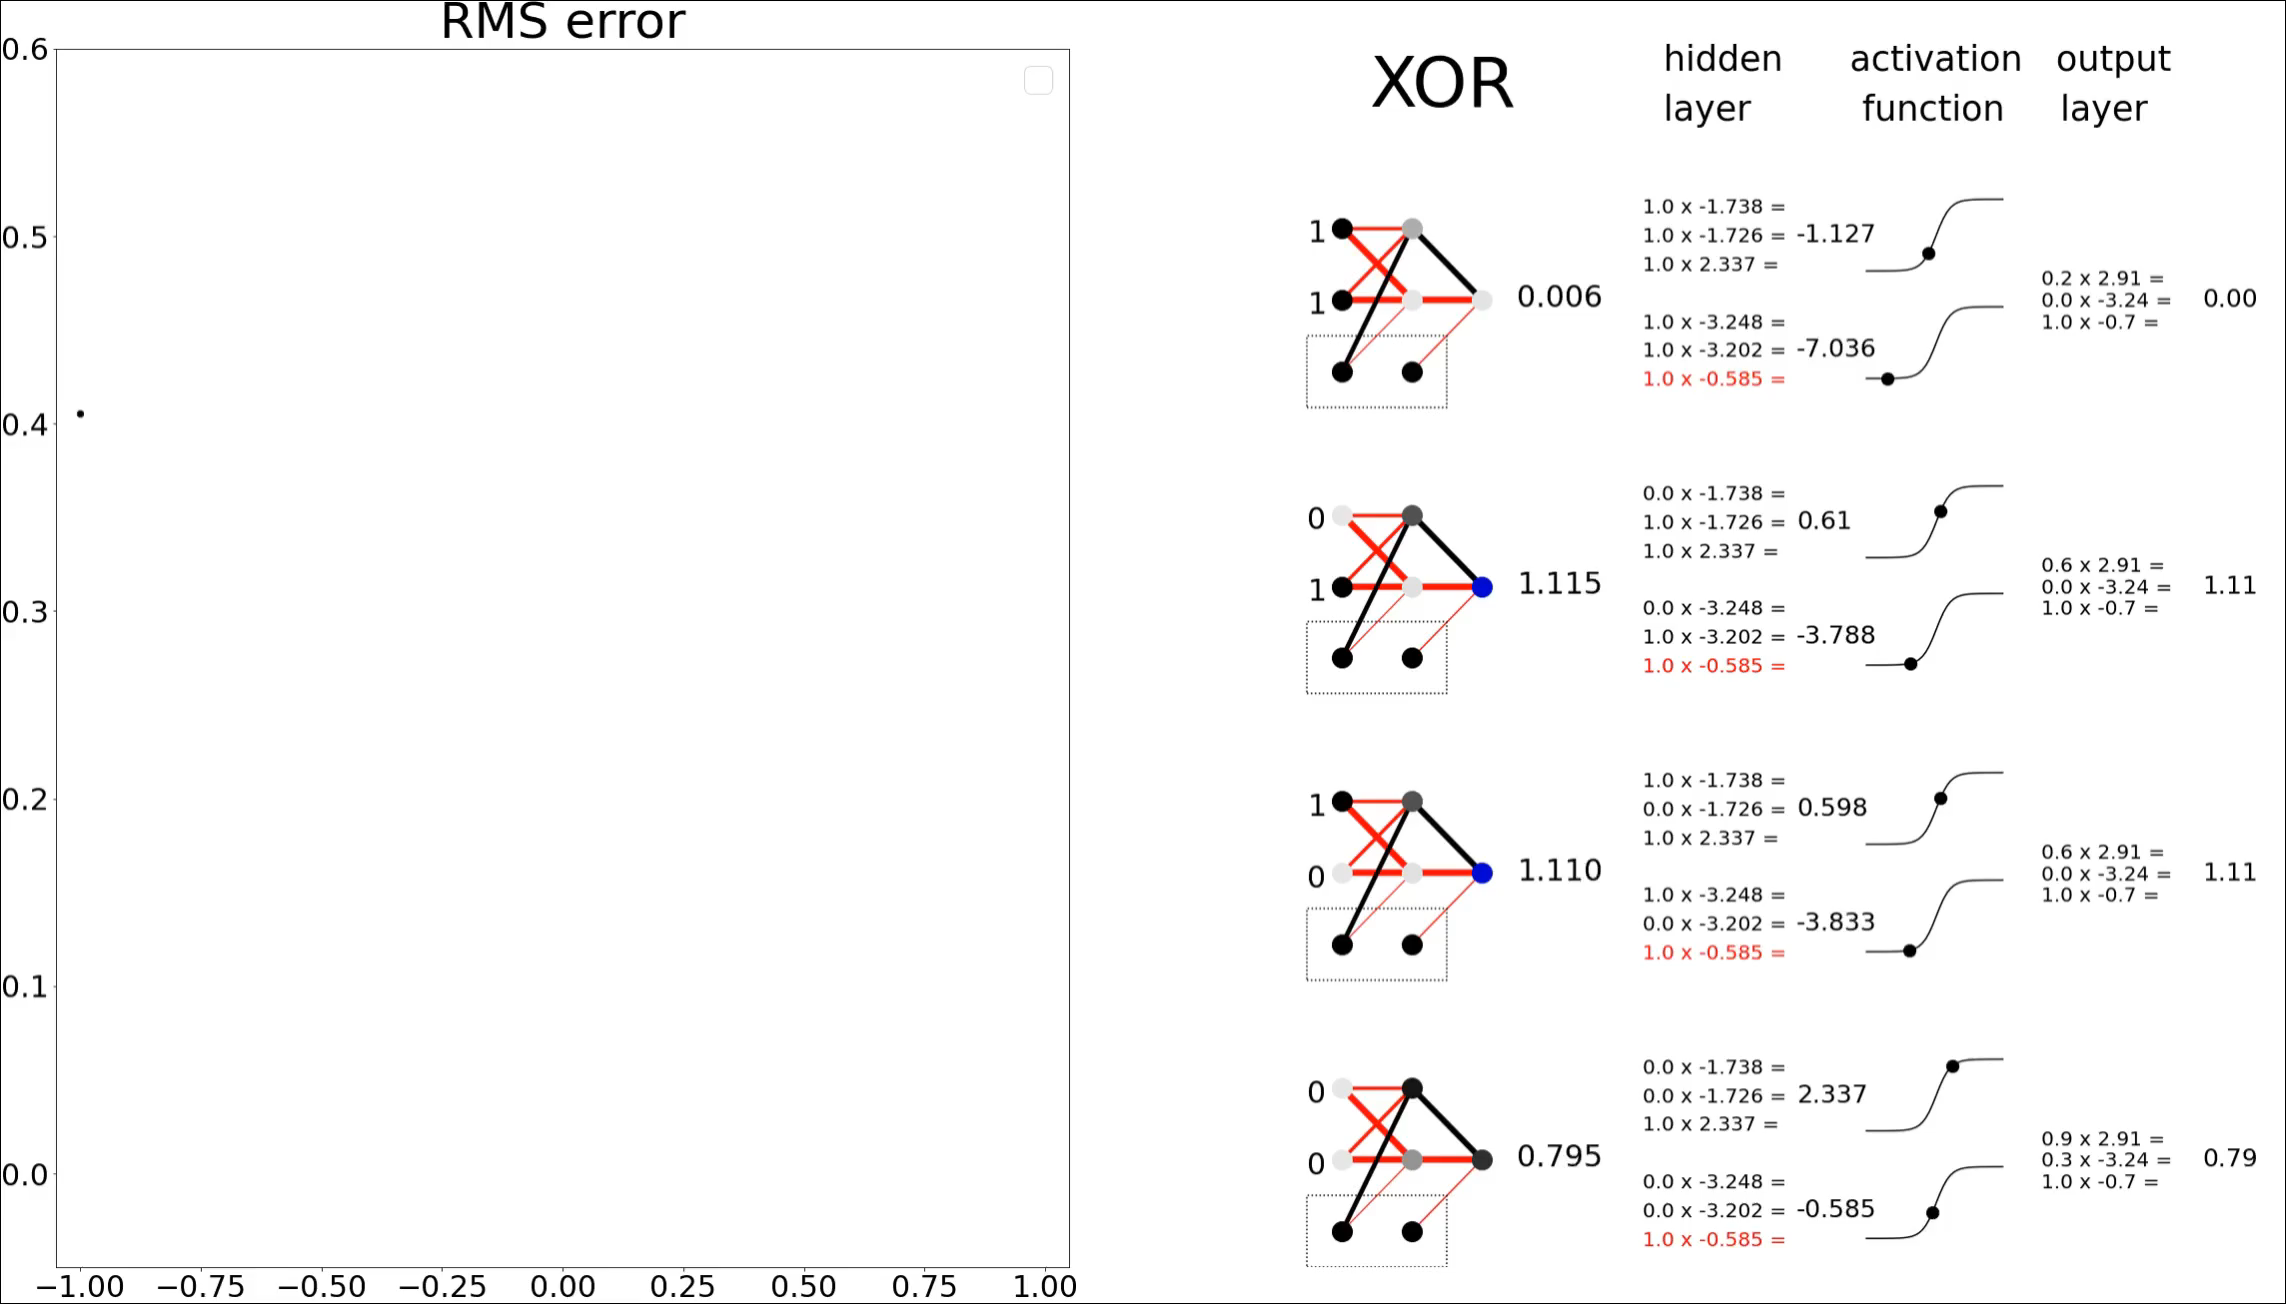 RMS error
0.6
0.5
0.4
0.3
0.2
0.1
0.0
−1.00 −0.75 −0.50 −0.25 0.00 0.25 0.50 0.75 1.00
XOR
hidden layer
activation function
output layer
1
1
0.006
1.0 x -1.738 =
1.0 x -1.726 = -1.127
1.0 x 2.337 =
1.0 x -3.248 =
1.0 x -3.202 = -7.036
1.0 x -0.585 =
0.2 x 2.91 =
0.0 x -3.24 = 0.00
1.0 x -0.7 =
0
1
1.115
0.0 x -1.738 =
1.0 x -1.726 = 0.61
1.0 x 2.337 =
0.0 x -3.248 =
1.0 x -3.202 = -3.788
1.0 x -0.585 =
0.6 x 2.91 =
0.0 x -3.24 = 1.11
1.0 x -0.7 =
1
0
1.110
1.0 x -1.738 =
0.0 x -1.726 = 0.598
1.0 x 2.337 =
1.0 x -3.248 =
0.0 x -3.202 = -3.833
1.0 x -0.585 =
0.6 x 2.91 =
0.0 x -3.24 = 1.11
1.0 x -0.7 =
0
0
0.795
0.0 x -1.738 =
0.0 x -1.726 = 2.337
1.0 x 2.337 =
0.0 x -3.248 =
0.0 x -3.202 = -0.585
1.0 x -0.585 =
0.9 x 2.91 =
0.3 x -3.24 = 0.79
1.0 x -0.7 =